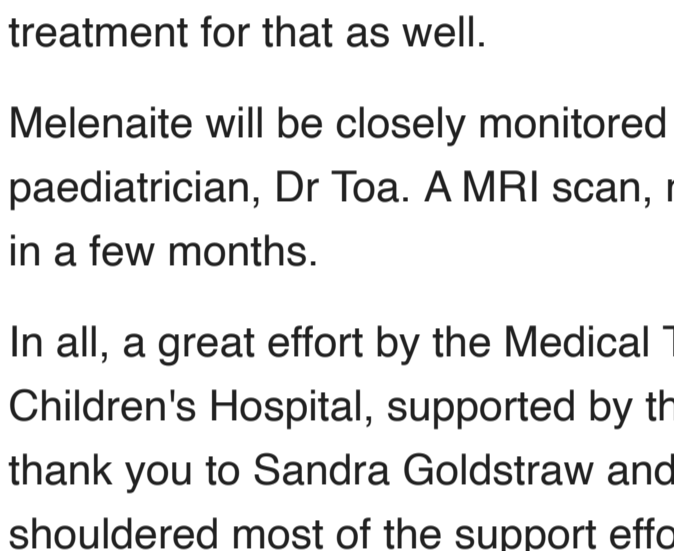 treatment for that as well.
Melenaite will be closely monitored
paediatrician, Dr Toa. A MRI scan,
in a few months.
In all, a great effort by the Medical
Children's Hospital, supported by
thank you to Sandra Goldstraw and
shouldered most of the support